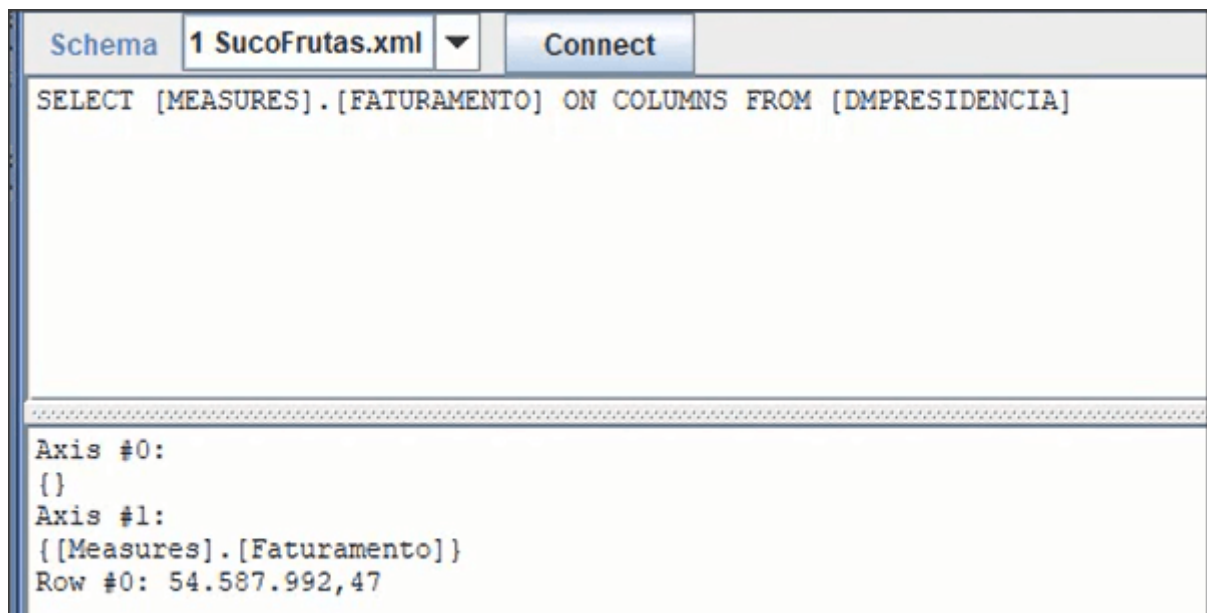 Schema 1 SucoFrutas.xml Connect
SELECT [MEASURES].[FATURAMENTO] ON COLUMNS FROM [DMPRESIDENCIA]
Axis #0:
{}
Axis #1:
{[Measures].[Faturamento]}
Row #0: 54.587.992,47